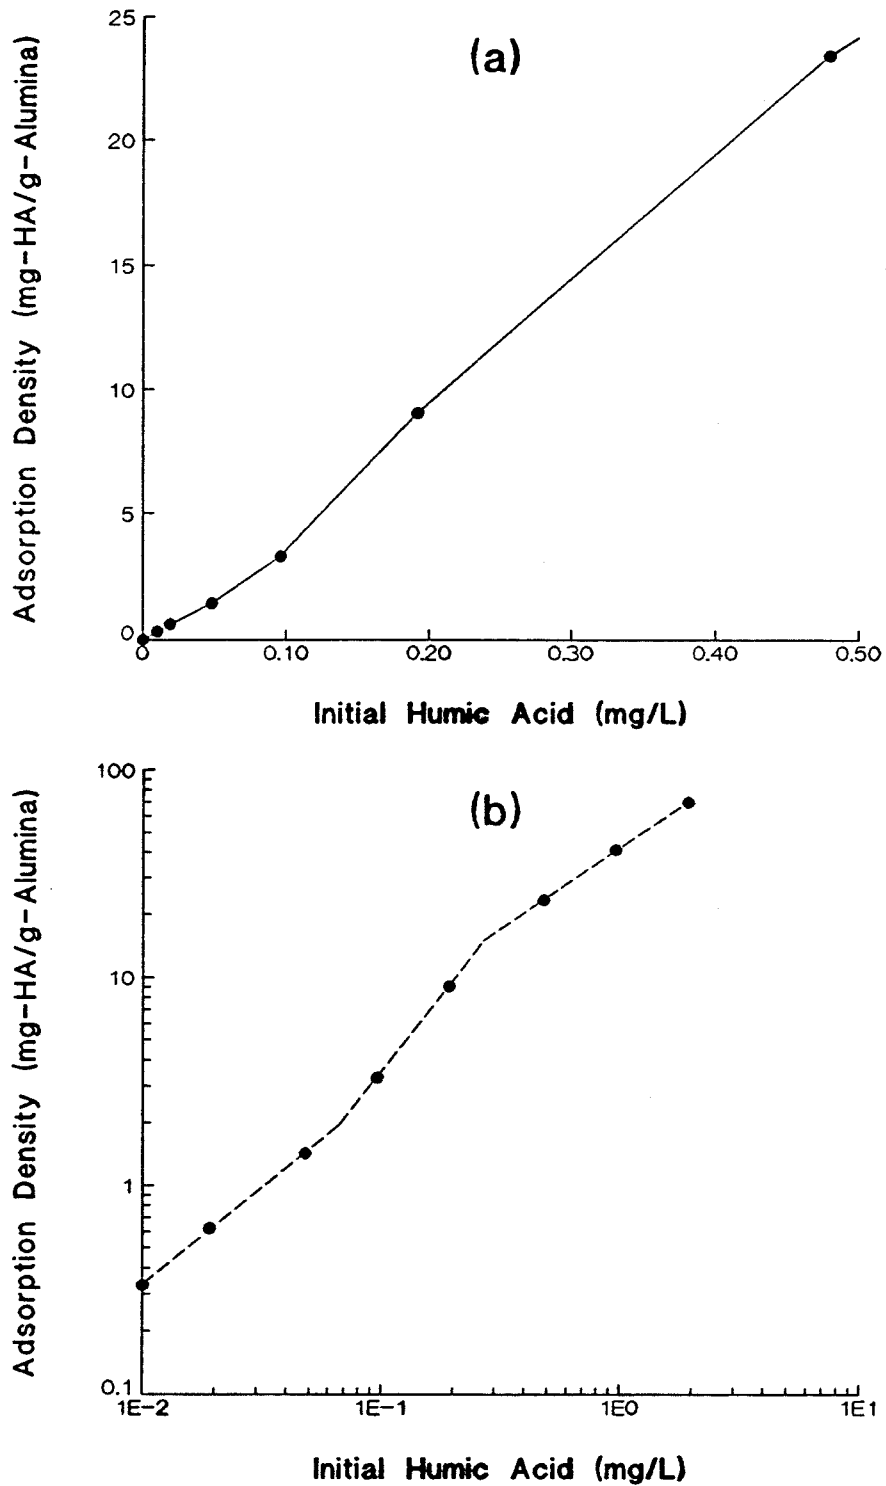 (a)
Adsorption Density (mg-HA/g-Alumina)
25
20
15
10
5
0
0 0.10 0.20 0.30 0.40 0.50
Initial Humic Acid (mg/L)
(b)
Adsorption Density (mg-HA/g-Alumina)
100
10
1
0.1
1E-2 1E-1 1E0 1E1
Initial Humic Acid (mg/L)